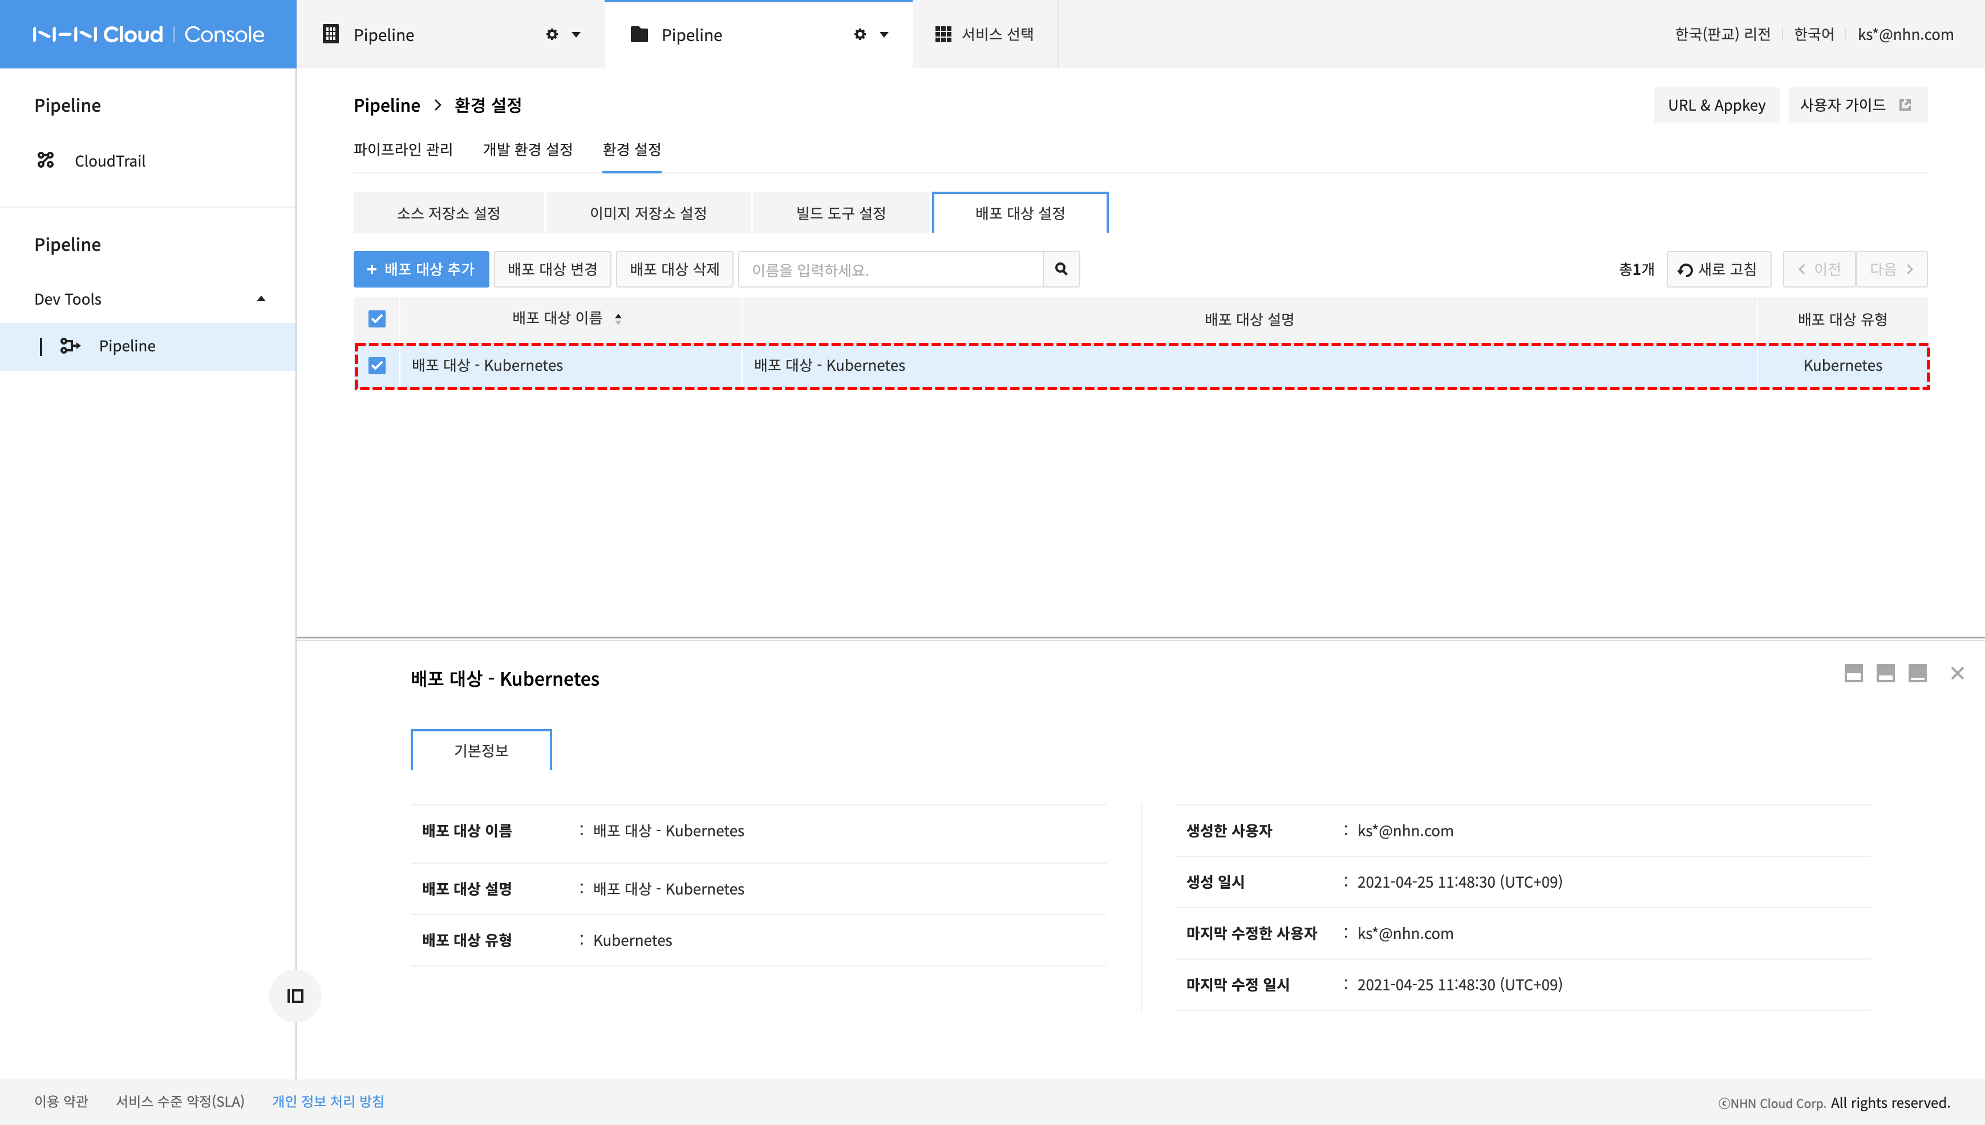 NHN Cloud | Console
Pipeline
Pipeline
서비스 선택
한국(판교) 리전
한국어
ks*@nhn.com
Pipeline
CloudTrail
Pipeline
Dev Tools
Pipeline
Pipeline > 환경 설정
URL & Appkey
사용자 가이드
파이프라인 관리
개발 환경 설정
환경 설정
소스 저장소 설정
이미지 저장소 설정
빌드 도구 설정
배포 대상 설정
+ 배포 대상 추가
배포 대상 변경
배포 대상 삭제
이름을 입력하세요.
총1개
새로 고침
< 이전
다음 >
배포 대상 이름
배포 대상 설명
배포 대상 유형
배포 대상 - Kubernetes
배포 대상 - Kubernetes
Kubernetes
배포 대상 - Kubernetes
기본정보
배포 대상 이름 : 배포 대상 - Kubernetes
배포 대상 설명 : 배포 대상 - Kubernetes
배포 대상 유형 : Kubernetes
생성한 사용자 : ks*@nhn.com
생성 일시 : 2021-04-25 11:48:30 (UTC+09)
마지막 수정한 사용자 : ks*@nhn.com
마지막 수정 일시 : 2021-04-25 11:48:30 (UTC+09)
이용 약관
서비스 수준 약정(SLA)
개인 정보 처리 방침
ⓒNHN Cloud Corp. All rights reserved.